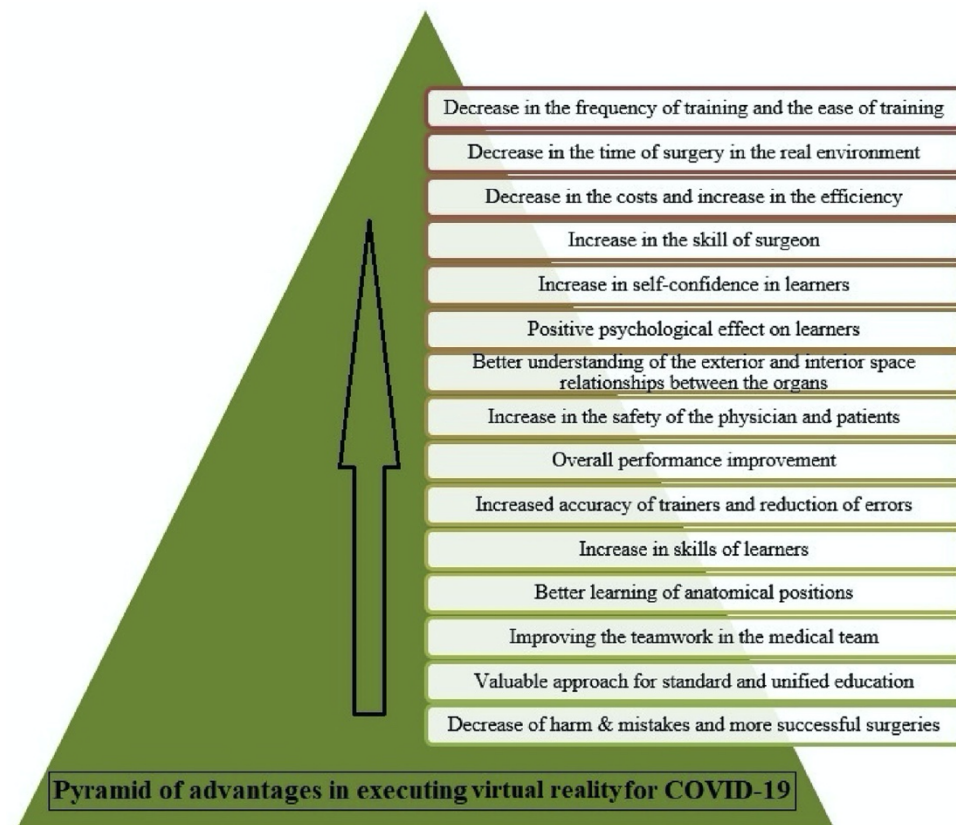 Decrease in the frequency of training and the ease of training
Decrease in the time of surgery in the real environment
Decrease in the costs and increase in the efficiency
Increase in the skill of surgeon
Increase in self-confidence in learners
Positive psychological effect on learners
Better understanding of the exterior and interior space
relationships between the organs
Increase in the safety of the physician and patients
Overall performance improvement
Increased accuracy of trainers and reduction of errors
Increase in skills of learners
Better learning of anatomical positions
Improving the teamwork in the medical team
Valuable approach for standard and unified education
Decrease of harm & mistakes and more successful surgeries
Pyramid of advantages in executing virtual reality for COVID-19